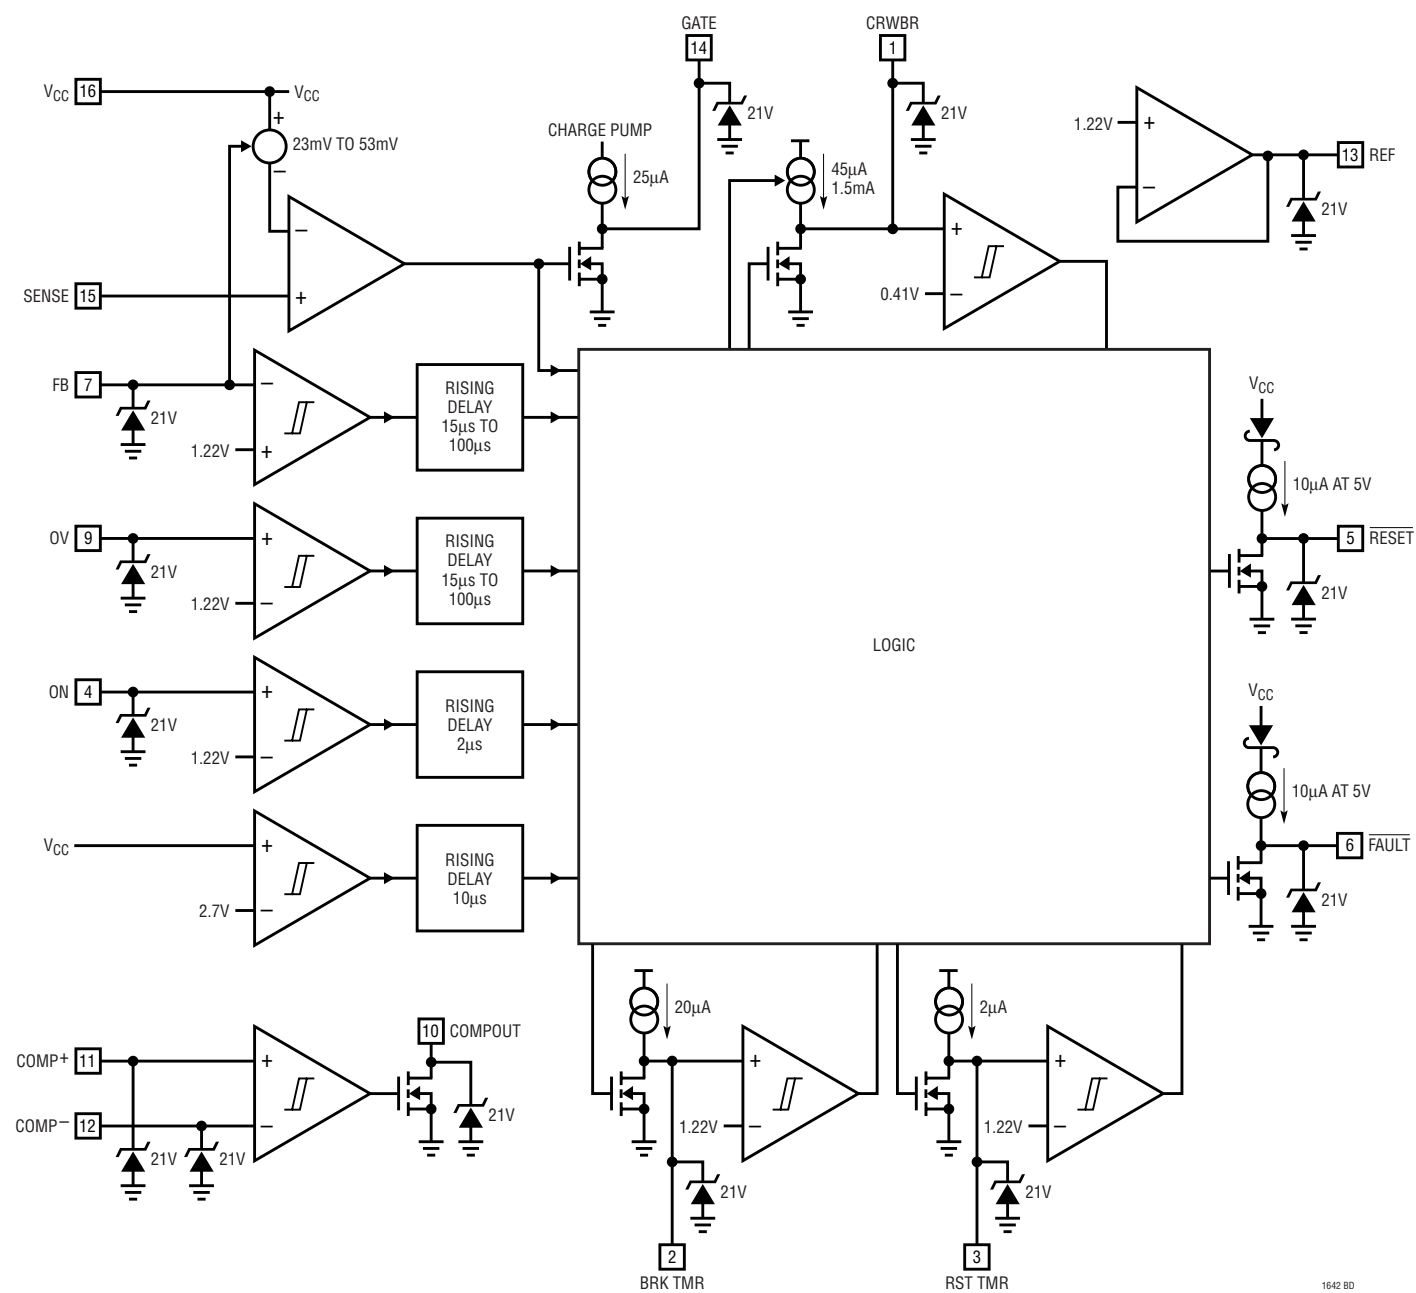 GATE
14
CRWBR
1
VCC 16
VCC
+
23mV TO 53mV
−
21V
21V
CHARGE PUMP
25µA
45µA
1.5mA
1.22V
+
−
13 REF
21V
−
+
SENSE 15
+
0.41V
−
FB 7
21V
−
1.22V
+
RISING
DELAY
15µs TO
100µs
VCC
10µA AT 5V
OV 9
21V
+
1.22V
−
RISING
DELAY
15µs TO
100µs
5 RESET
21V
LOGIC
ON 4
21V
+
1.22V
−
RISING
DELAY
2µs
VCC
10µA AT 5V
VCC
+
2.7V
−
RISING
DELAY
10µs
6 FAULT
21V
COMP+ 11
COMP− 12
21V
21V
+
−
10 COMPOUT
21V
20µA
+
1.22V
−
21V
2
BRK TMR
2µA
+
1.22V
−
21V
3
RST TMR
1642 BD